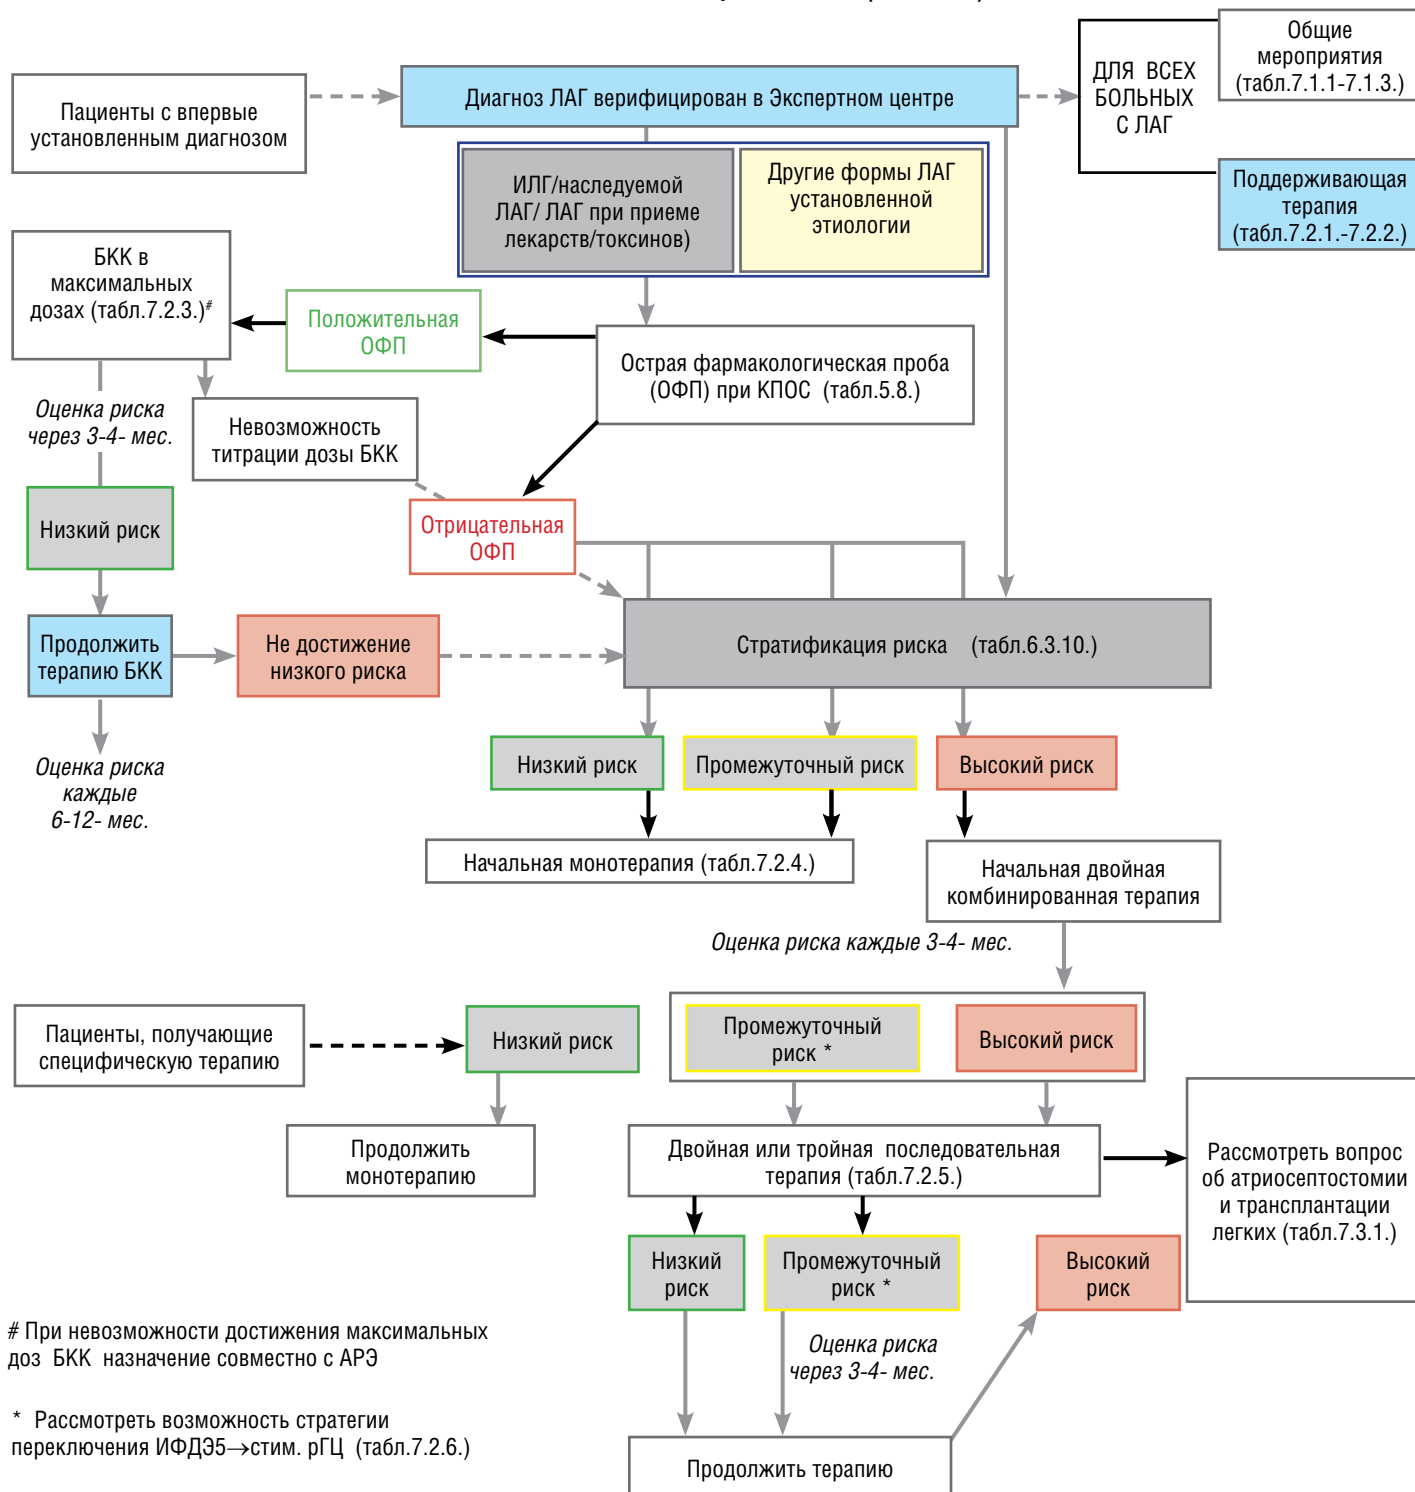 Общие
мероприятия
(табл.7.1.1-7.1.3.)
ДЛЯ ВСЕХ
БОЛЬНЫХ
С ЛАГ
Пациенты с впервые
установленным диагнозом
Диагноз ЛАГ верифицирован в Экспертном центре
Поддерживающая
терапия
(табл.7.2.1.-7.2.2.)
ИЛГ/наследуемой
ЛАГ/ ЛАГ при приеме
лекарств/токсинов)
Другие формы ЛАГ
установленной
этиологии
БКК в
максимальных
дозах (табл.7.2.3.)#
Положительная
ОФП
Острая фармакологическая проба
(ОФП) при КПОС (табл.5.8.)
Оценка риска
через 3-4- мес.
Невозможность
титрации дозы БКК
Низкий риск
Отрицательная
ОФП
Продолжить
терапию БКК
Не достижение
низкого риска
Стратификация риска (табл.6.3.10.)
Оценка риска
каждые
6-12- мес.
Низкий риск
Промежуточный риск
Высокий риск
Начальная монотерапия (табл.7.2.4.)
Начальная двойная
комбинированная терапия
Оценка риска каждые 3-4- мес.
Пациенты, получающие
специфическую терапию
Низкий риск
Промежуточный
риск *
Высокий риск
Продолжить
монотерапию
Двойная или тройная последовательная
терапия (табл.7.2.5.)
Рассмотреть вопрос
об атриосептостомии
и трансплантации
легких (табл.7.3.1.)
Низкий
риск
Промежуточный
риск *
Высокий
риск
Оценка риска
через 3-4- мес.
# При невозможности достижения максимальных
доз БКК назначение совместно с АРЭ
* Рассмотреть возможность стратегии
переключения ИФДЭ5→стим. рГЦ (табл.7.2.6.)
Продолжить терапию